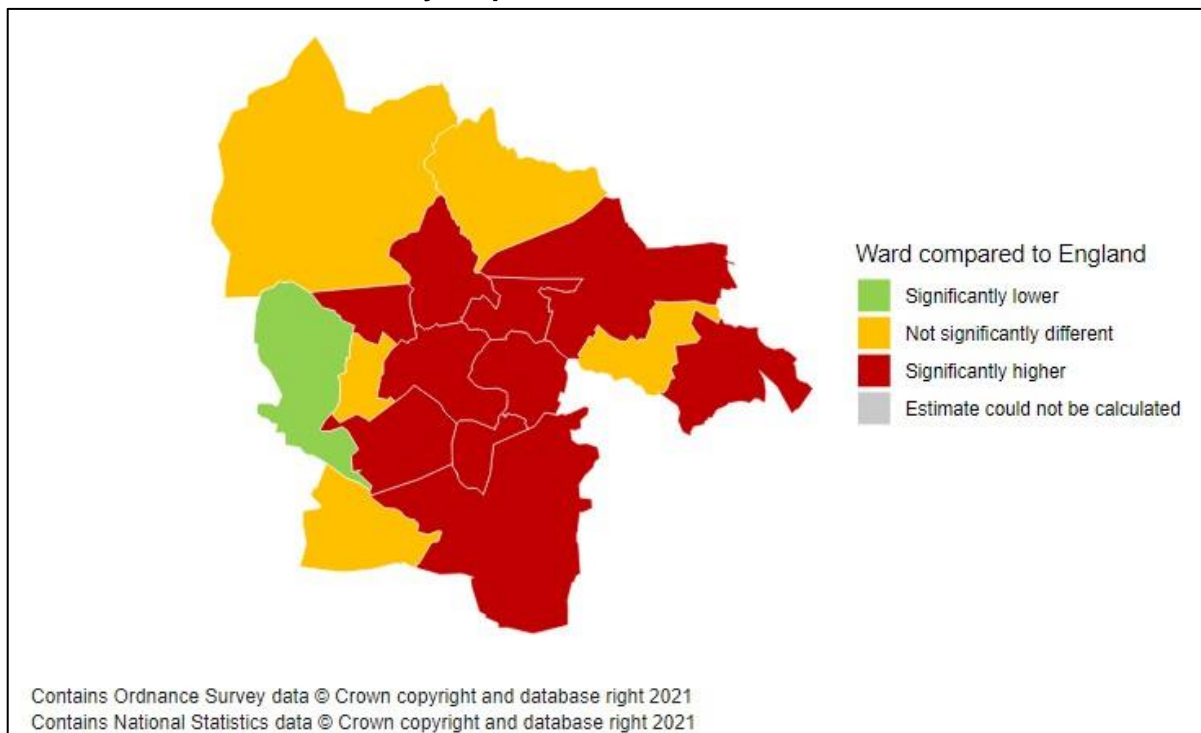 Ward compared to England
Significantly lower
Not significantly different
Significantly higher
Estimate could not be calculated
Contains Ordnance Survey data © Crown copyright and database right 2021
Contains National Statistics data © Crown copyright and database right 2021